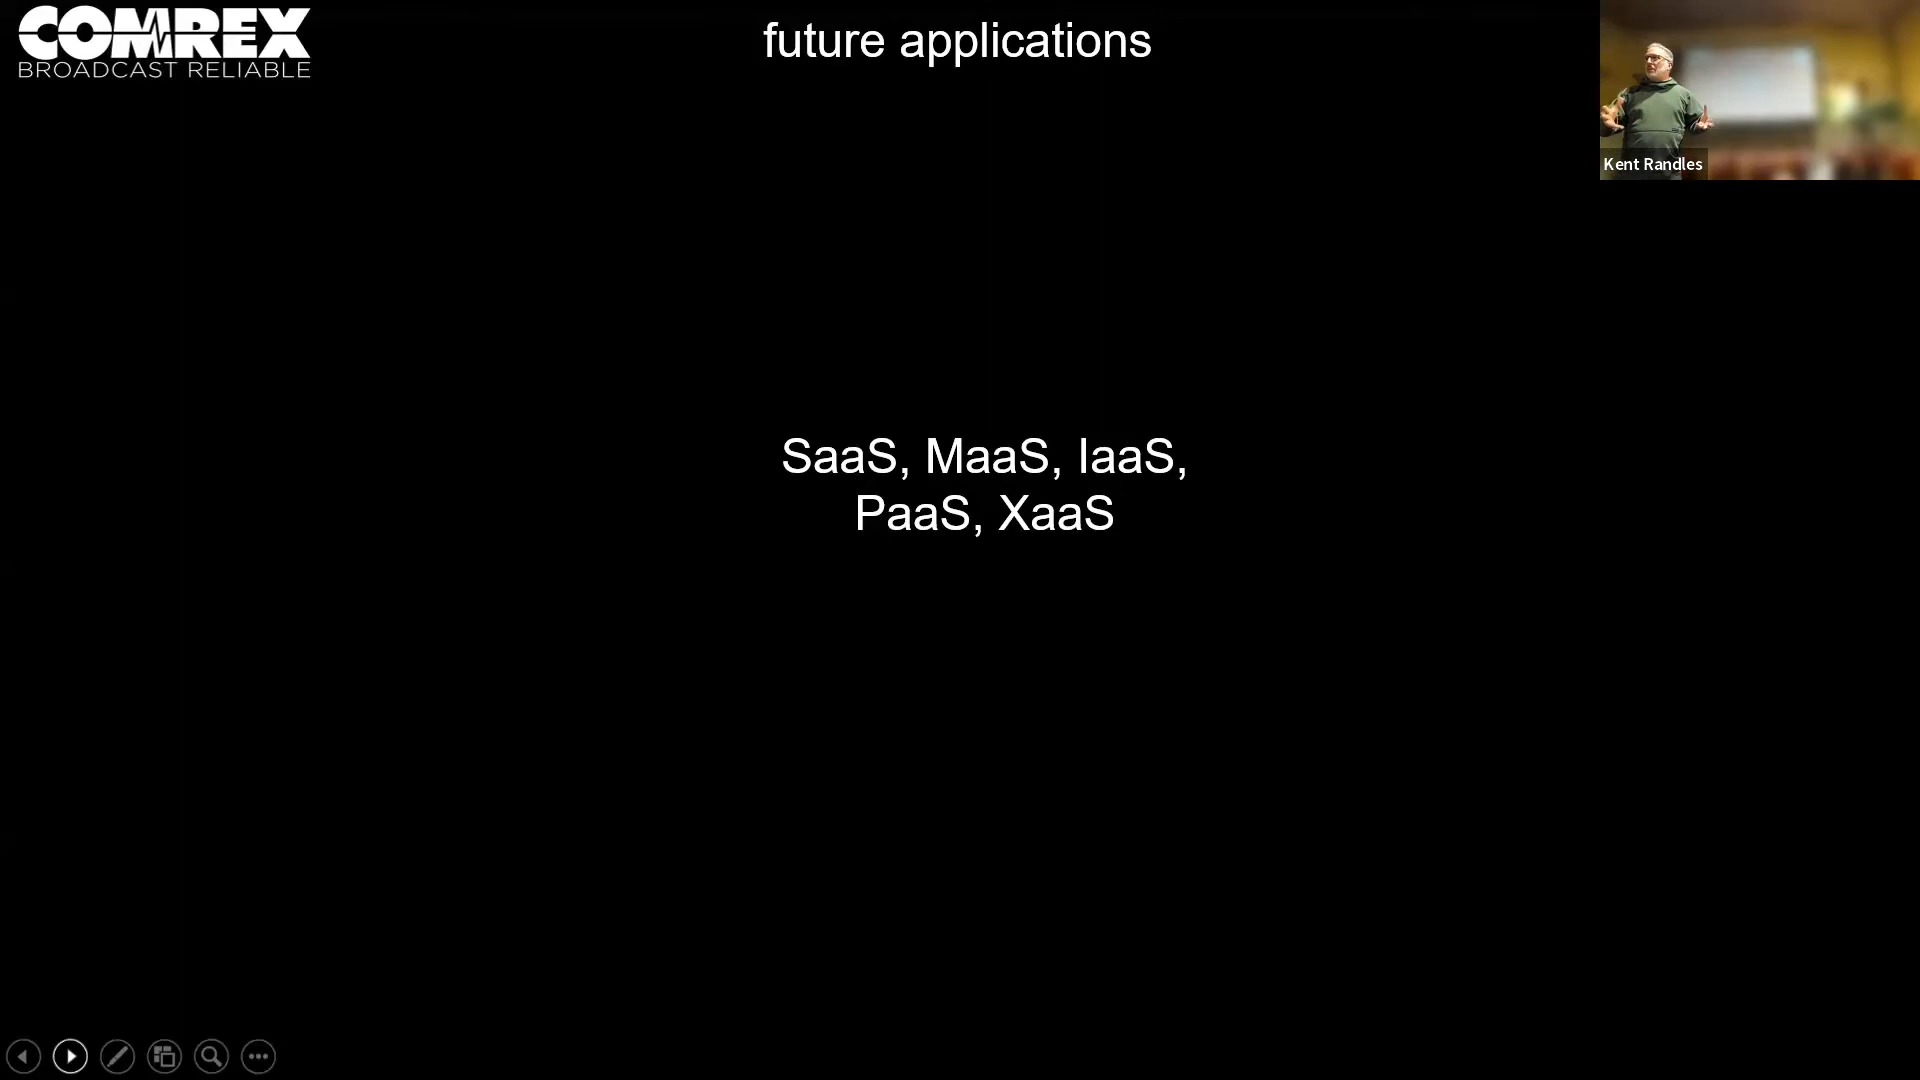 COMREX
BROADCAST RELIABLE
future applications
Kent Randles
SaaS, MaaS, IaaS,
PaaS, XaaS